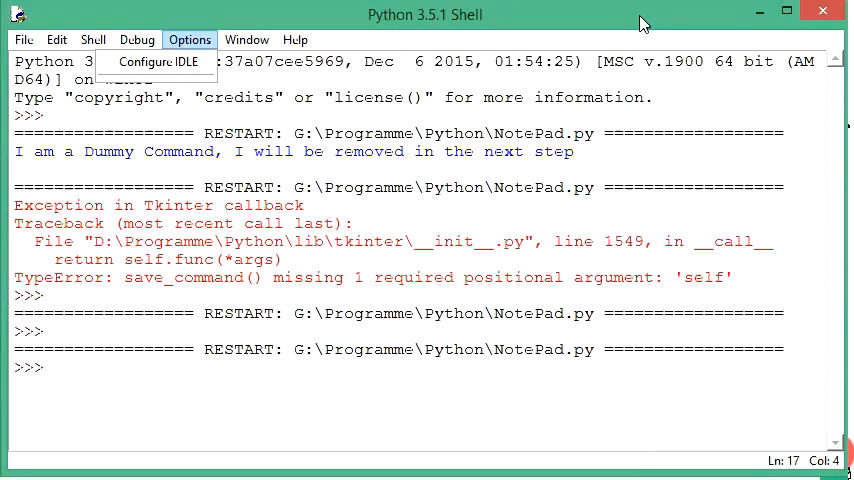 Python 3.5.1 Shell
File Edit Shell Debug Options Window Help
Configure IDLE
Python 3 :37a07cee5969, Dec  6 2015, 01:54:25) [MSC v.1900 64 bit (AM
D64)] on
Type "copyright", "credits" or "license()" for more information.
>>>
================== RESTART: G:\Programme\Python\NotePad.py ==================
I am a Dummy Command, I will be removed in the next step
================== RESTART: G:\Programme\Python\NotePad.py ==================
Exception in Tkinter callback
Traceback (most recent call last):
  File "D:\Programme\Python\lib\tkinter\__init__.py", line 1549, in __call__
    return self.func(*args)
TypeError: save_command() missing 1 required positional argument: 'self'
>>>
================== RESTART: G:\Programme\Python\NotePad.py ==================
>>>
================== RESTART: G:\Programme\Python\NotePad.py ==================
>>>
Ln: 17 Col: 4